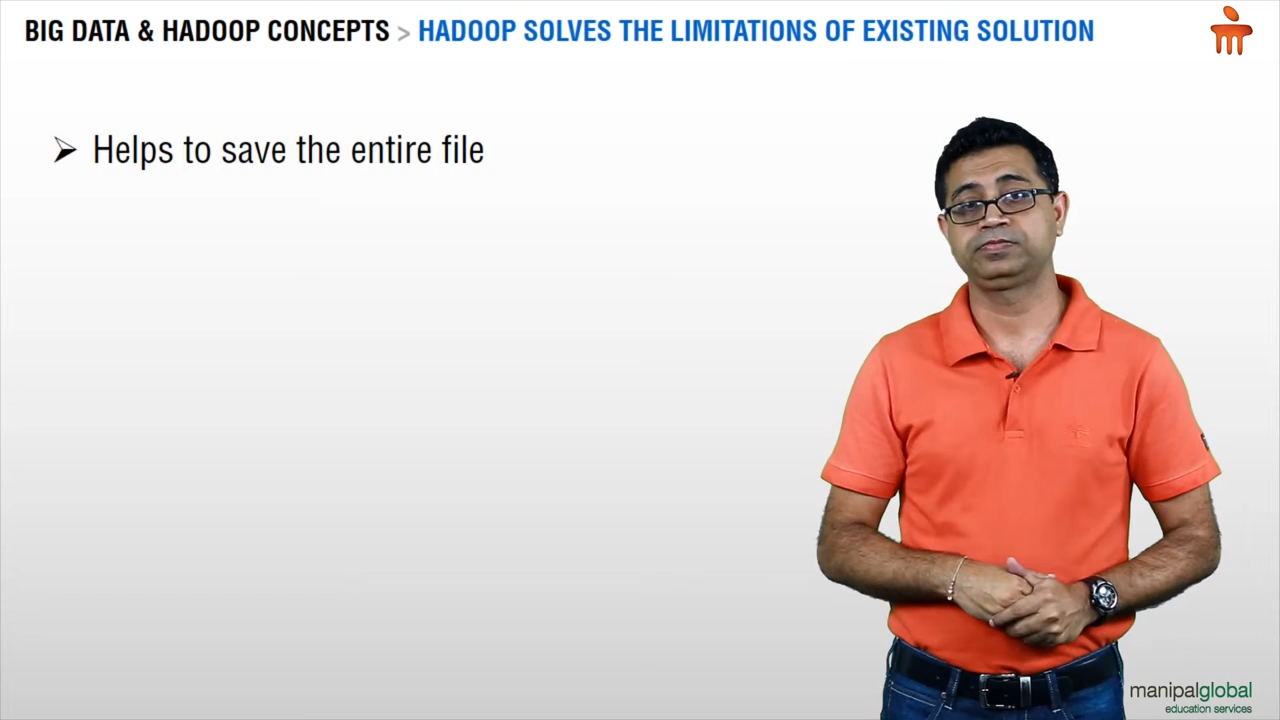 BIG DATA & HADOOP CONCEPTS > HADOOP SOLVES THE LIMITATIONS OF EXISTING SOLUTION
Helps to save the entire file
manipalglobal
education services